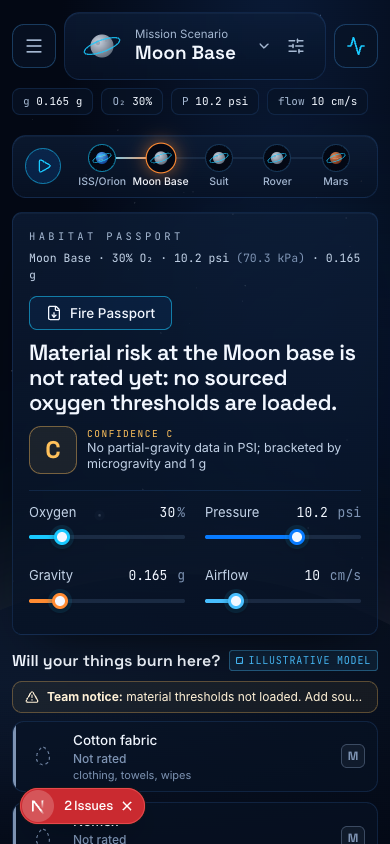 Mission Scenario
Moon Base
g 0.165 g
O₂ 30%
P 10.2 psi
flow 10 cm/s
ISS/Orion
Moon Base
Suit
Rover
Mars
HABITAT PASSPORT
Moon Base · 30% O₂ · 10.2 psi (70.3 kPa) · 0.165
g
Fire Passport
Material risk at the Moon base is
not rated yet: no sourced
oxygen thresholds are loaded.
C
CONFIDENCE C
No partial-gravity data in PSI; bracketed by
microgravity and 1 g
Oxygen 30%
Pressure 10.2 psi
Gravity 0.165 g
Airflow 10 cm/s
Will your things burn here?
ILLUSTRATIVE MODEL
Team notice: material thresholds not loaded. Add sou...
Cotton fabric
Not rated
clothing, towels, wipes
M
N
2 Issues
M